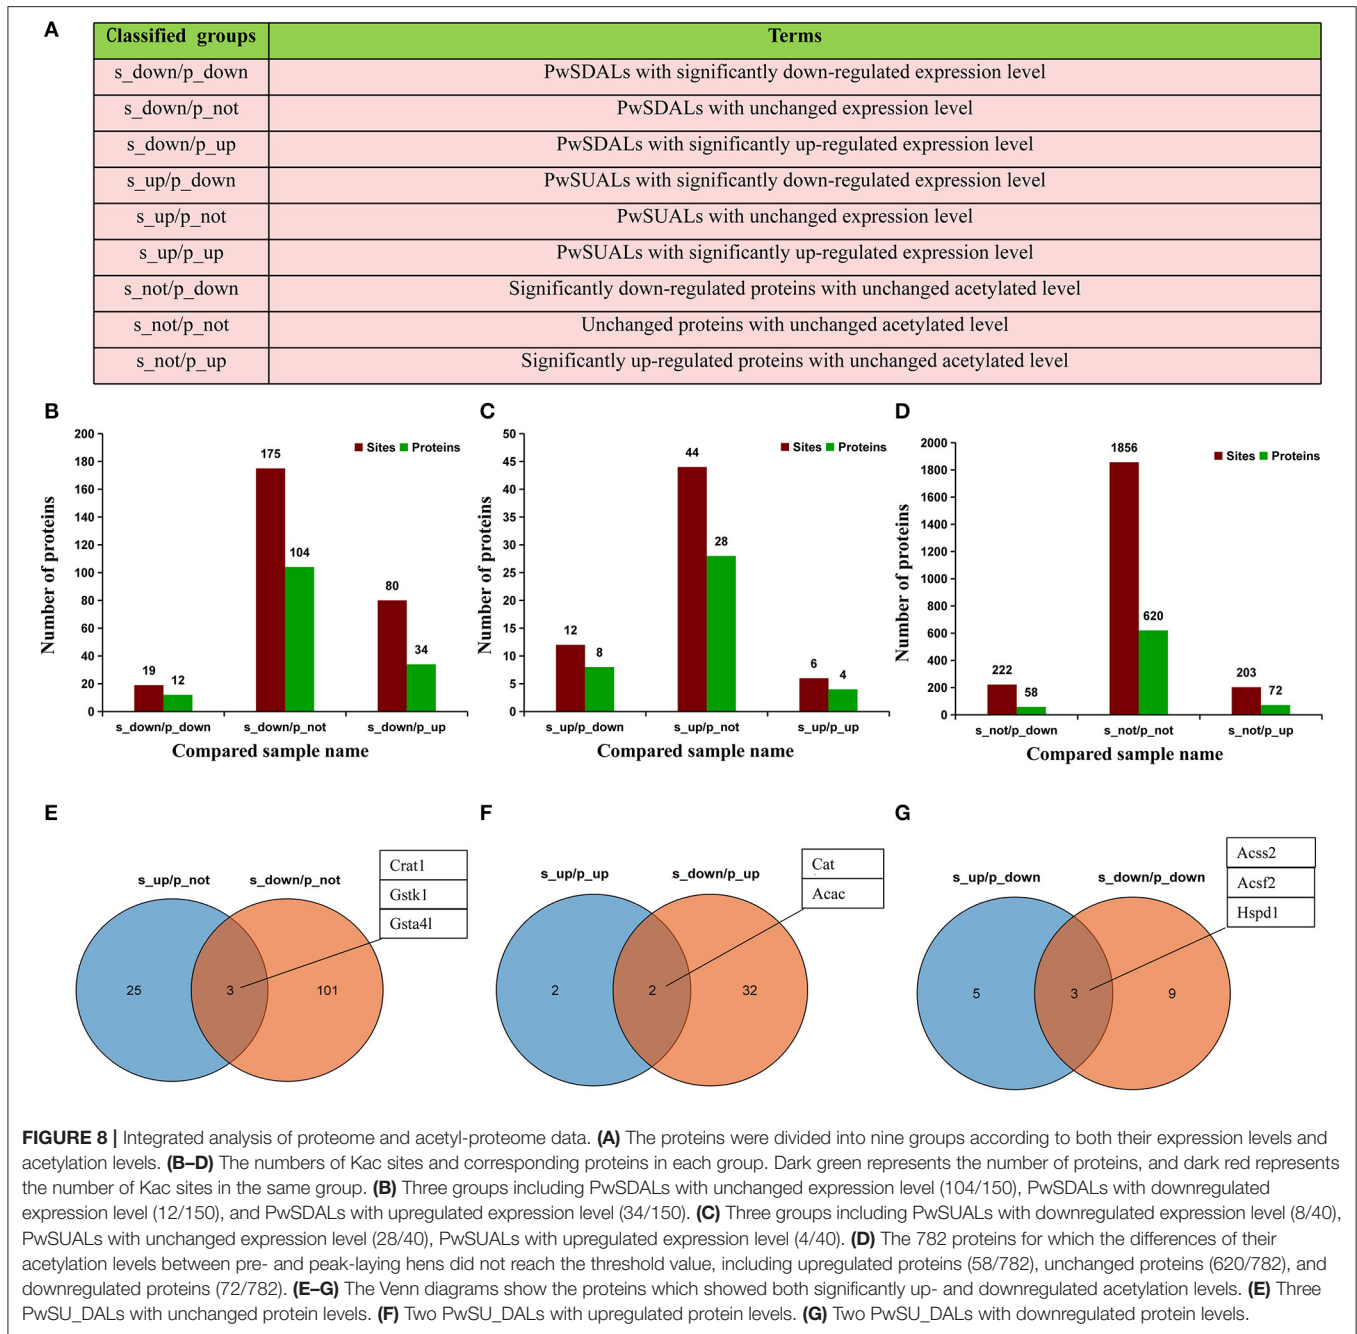 A
Classified groups Terms
s_down/p_down PwSDALs with significantly down-regulated expression level
s_down/p_not PwSDALs with unchanged expression level
s_down/p_up PwSDALs with significantly up-regulated expression level
s_up/p_down PwSUALs with significantly down-regulated expression level
s_up/p_not PwSUALs with unchanged expression level
s_up/p_up PwSUALs with significantly up-regulated expression level
s_not/p_down Significantly down-regulated proteins with unchanged acetylated level
s_not/p_not Unchanged proteins with unchanged acetylated level
s_not/p_up Significantly up-regulated proteins with unchanged acetylated level
B
Number of proteins
200
180
160
140
120
100
80
60
40
20
0
Sites Proteins
19 12 175 104 80 34
s_down/p_down s_down/p_not s_down/p_up
Compared sample name
C
Number of proteins
50
45
40
35
30
25
20
15
10
5
0
Sites Proteins
12 8 44 28 6 4
s_up/p_down s_up/p_not s_up/p_up
Compared sample name
D
Number of proteins
2000
1800
1600
1400
1200
1000
800
600
400
200
0
Sites Proteins
222 58 1856 620 203 72
s_not/p_down s_not/p_not s_not/p_up
Compared sample name
E
s_up/p_not s_down/p_not
Crat1
Gstk1
Gsta4l
25 3 101
F
s_up/p_up s_down/p_up
Cat
Acac
2 2 32
G
s_up/p_down s_down/p_down
Acss2
Acsf2
Hspd1
5 3 9
FIGURE 8 | Integrated analysis of proteome and acetyl-proteome data. (A) The proteins were divided into nine groups according to both their expression levels and
acetylation levels. (B–D) The numbers of Kac sites and corresponding proteins in each group. Dark green represents the number of proteins, and dark red represents
the number of Kac sites in the same group. (B) Three groups including PwSDALs with unchanged expression level (104/150), PwSDALs with downregulated
expression level (12/150), and PwSDALs with upregulated expression level (34/150). (C) Three groups including PwSUALs with downregulated expression level (8/40),
PwSUALs with unchanged expression level (28/40), PwSUALs with upregulated expression level (4/40). (D) The 782 proteins for which the differences of their
acetylation levels between pre- and peak-laying hens did not reach the threshold value, including upregulated proteins (58/782), unchanged proteins (620/782), and
downregulated proteins (72/782). (E–G) The Venn diagrams show the proteins which showed both significantly up- and downregulated acetylation levels. (E) Three
PwSU_DALs with unchanged protein levels. (F) Two PwSU_DALs with upregulated protein levels. (G) Two PwSU_DALs with downregulated protein levels.